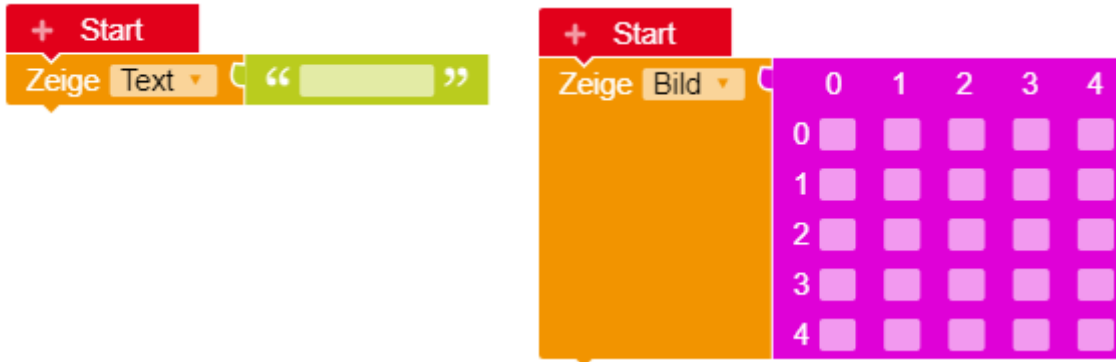 + Start
Zeige Text ▾ “ ”
+ Start
Zeige Bild ▾ 0 1 2 3 4
0
1
2
3
4